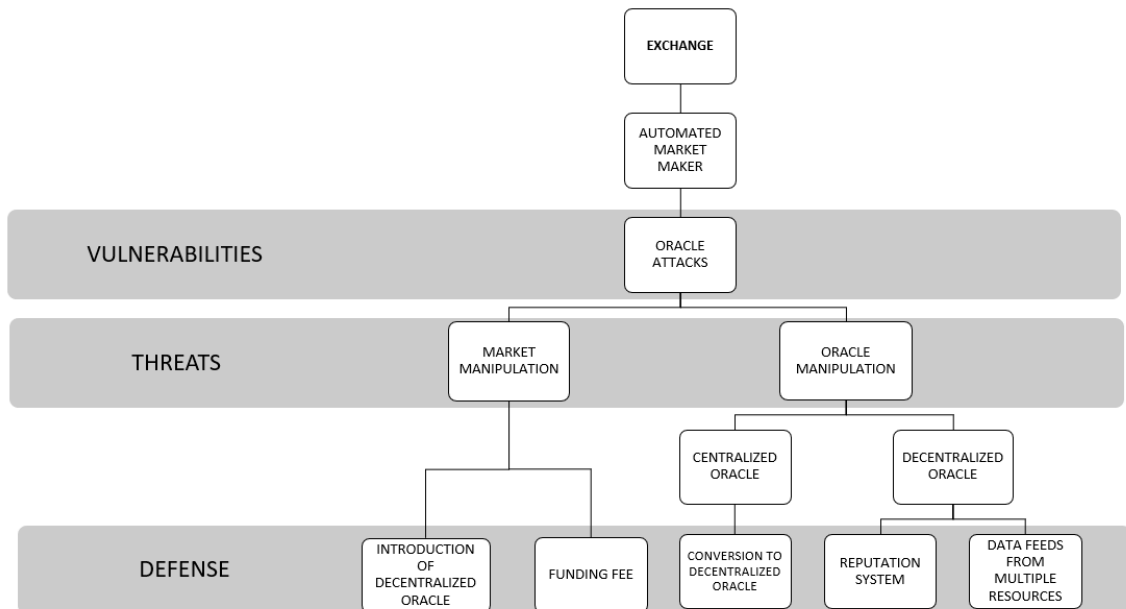 EXCHANGE
AUTOMATED
MARKET
MAKER
VULNERABILITIES
ORACLE
ATTACKS
THREATS
MARKET
MANIPULATION
ORACLE
MANIPULATION
CENTRALIZED
ORACLE
DECENTRALIZED
ORACLE
DEFENSE
INTRODUCTION
OF
DECENTRALIZED
ORACLE
FUNDING FEE
CONVERSION TO
DECENTRALIZED
ORACLE
REPUTATION
SYSTEM
DATA FEEDS
FROM
MULTIPLE
RESOURCES